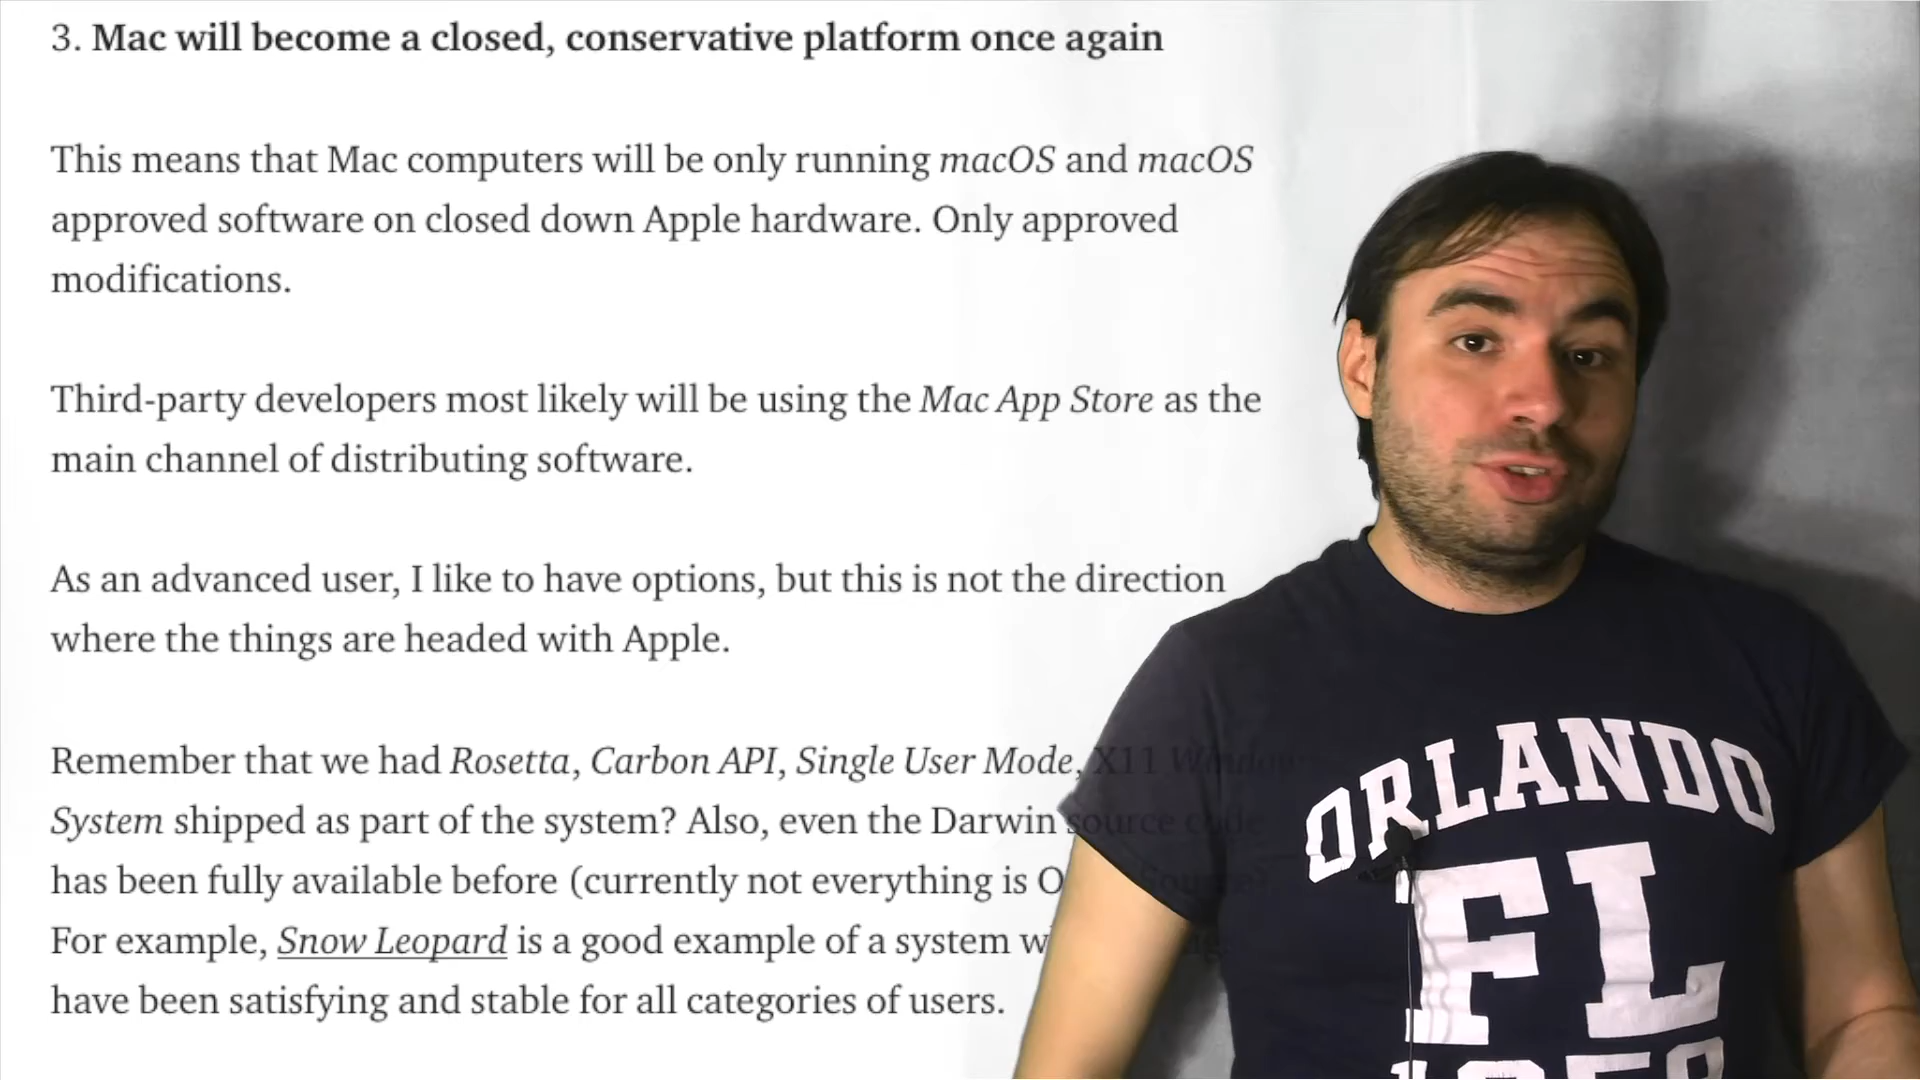 3. Mac will become a closed, conservative platform once again
This means that Mac computers will be only running macOS and macOS
approved software on closed down Apple hardware. Only approved
modifications.
Third-party developers most likely will be using the Mac App Store as the
main channel of distributing software.
As an advanced user, I like to have options, but this is not the direction
where the things are headed with Apple.
Remember that we had Rosetta, Carbon API, Single User Mode, X11 Window
System shipped as part of the system? Also, even the Darwin source code
has been fully available before (currently not everything is
For example, Snow Leopard is a good example of a system
have been satisfying and stable for all categories of users.
ORLANDO
FL